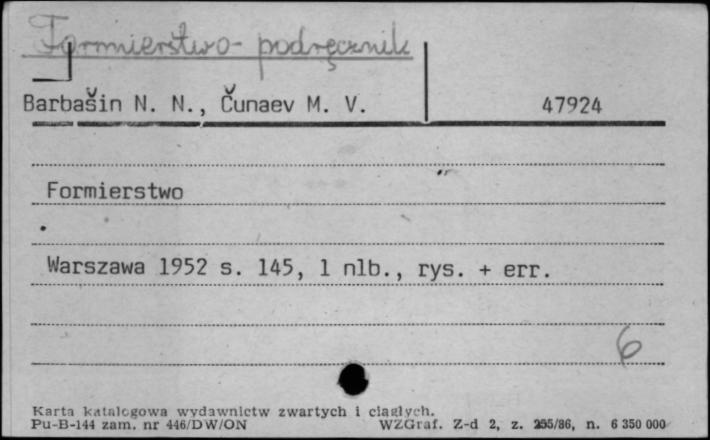 Formierstwo - podręcznik
Barbašin N. N., Čunaev M. V. 47924
Formierstwo
Warszawa 1952 s. 145, 1 nlb., rys. + err.
6
Karta katalogowa wydawnictw zwartych i ciągłych.
Pu-B-144 zam. nr 446/DW/ON WZGraf. Z-d 2, z. 255/86, n. 6 350 000